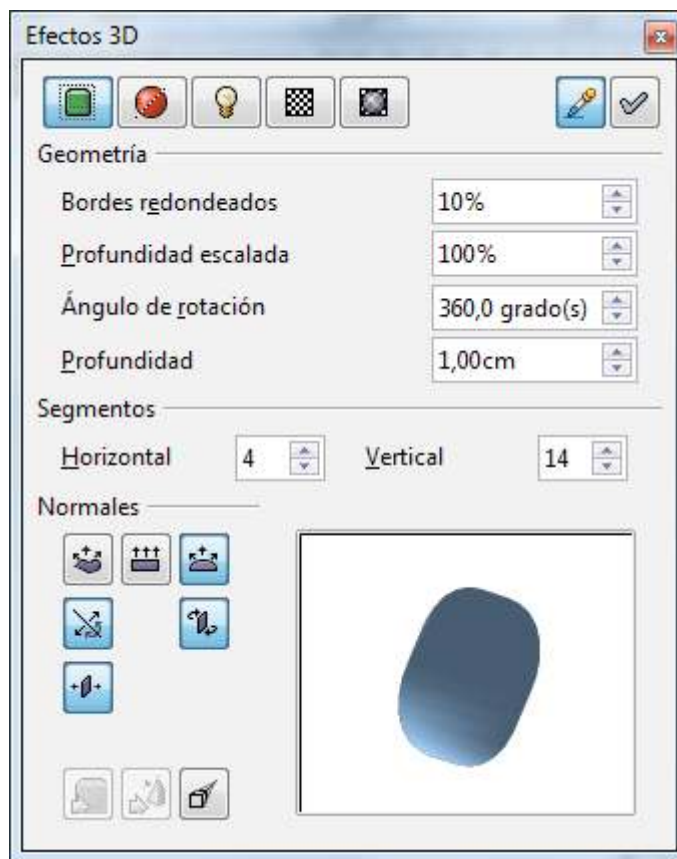 Efectos 3D
Geometría
Bordes redondeados 10%
Profundidad escalada 100%
Ángulo de rotación 360,0 grado(s)
Profundidad 1,00cm
Segmentos
Horizontal 4 Vertical 14
Normales